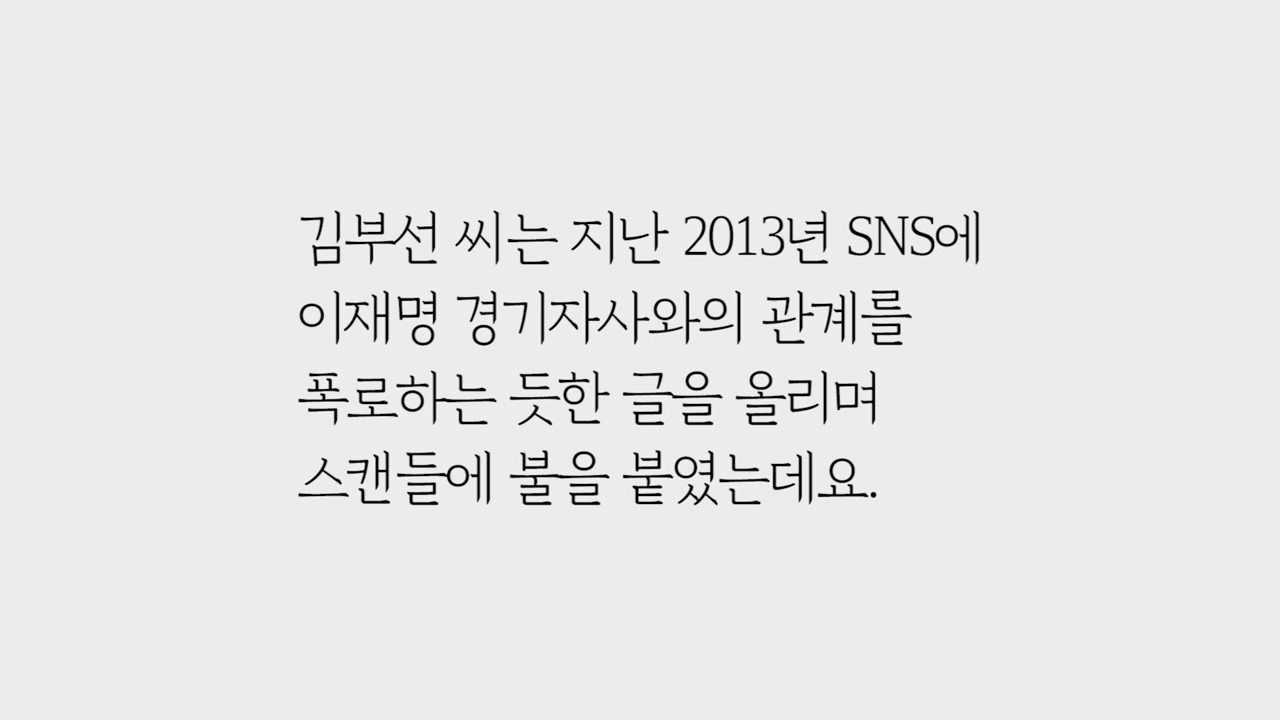 김부선 씨는 지난 2013년 SNS에
이재명 경기자사와의 관계를
폭로하는 듯한 글을 올리며
스캔들에 불을 붙였는데요.